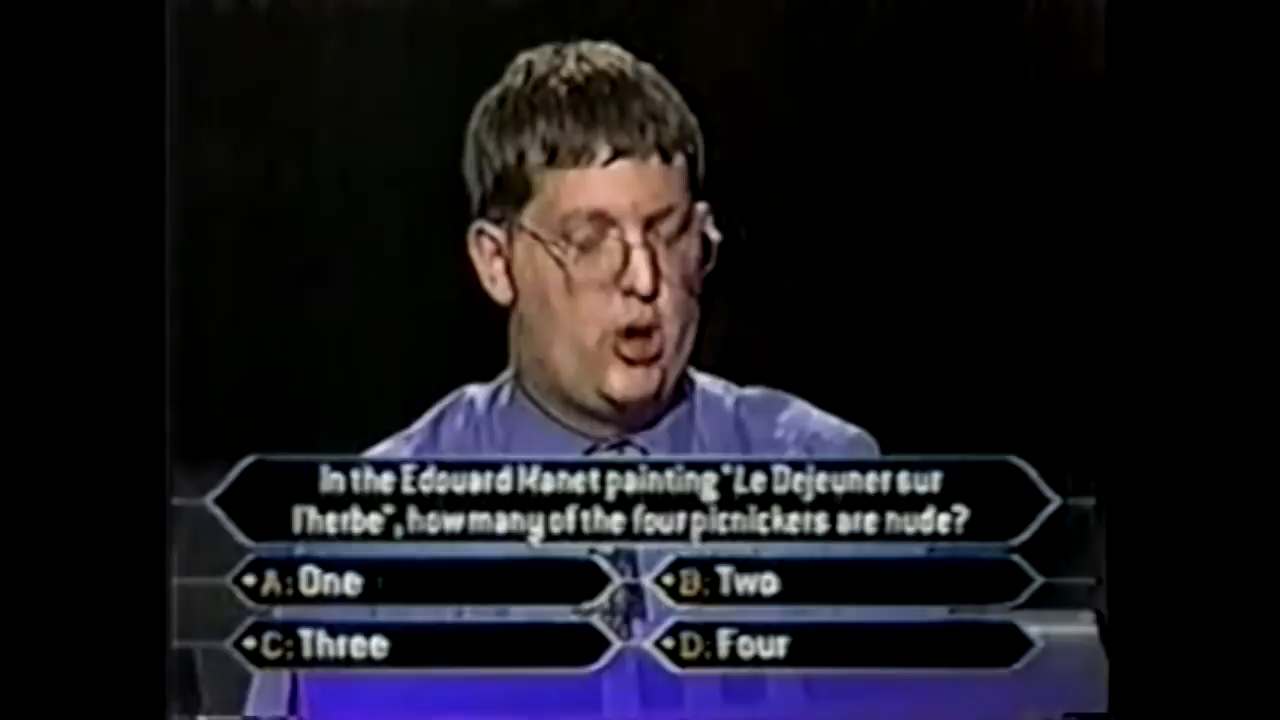 In the Edouard Manet painting "Le Dejeuner sur
l'herbe", how many of the four picnickers are nude?
A: One
B: Two
C: Three
D: Four